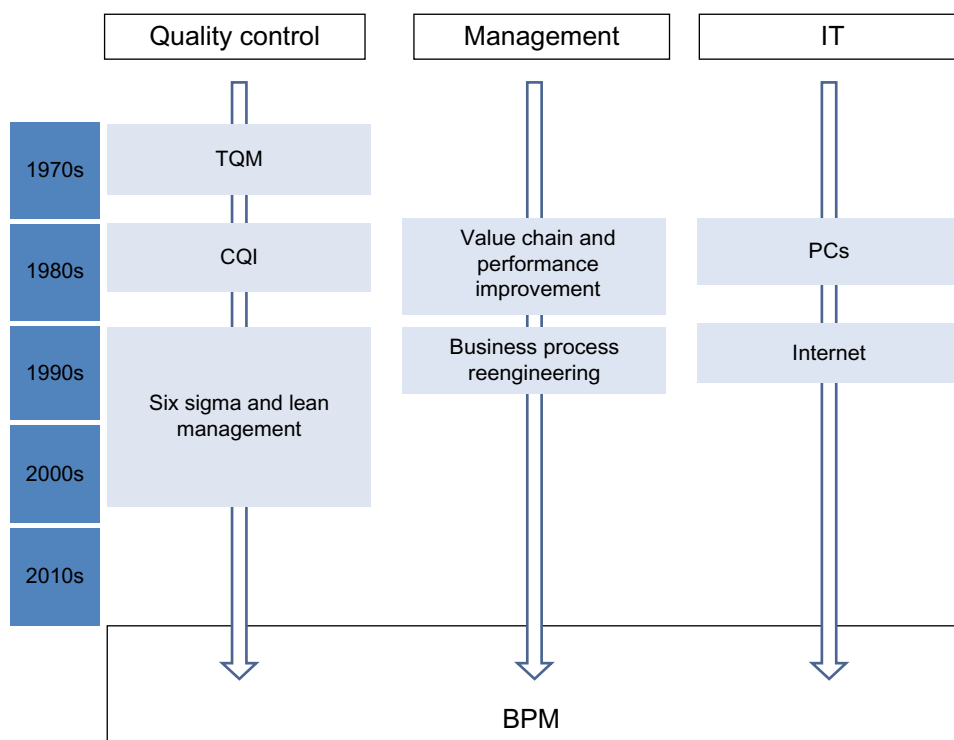 Quality control
Management
IT
1970s
TQM
1980s
CQI
Value chain and
performance
improvement
PCs
1990s
Business process
reengineering
Internet
Six sigma and lean
management
2000s
2010s
BPM